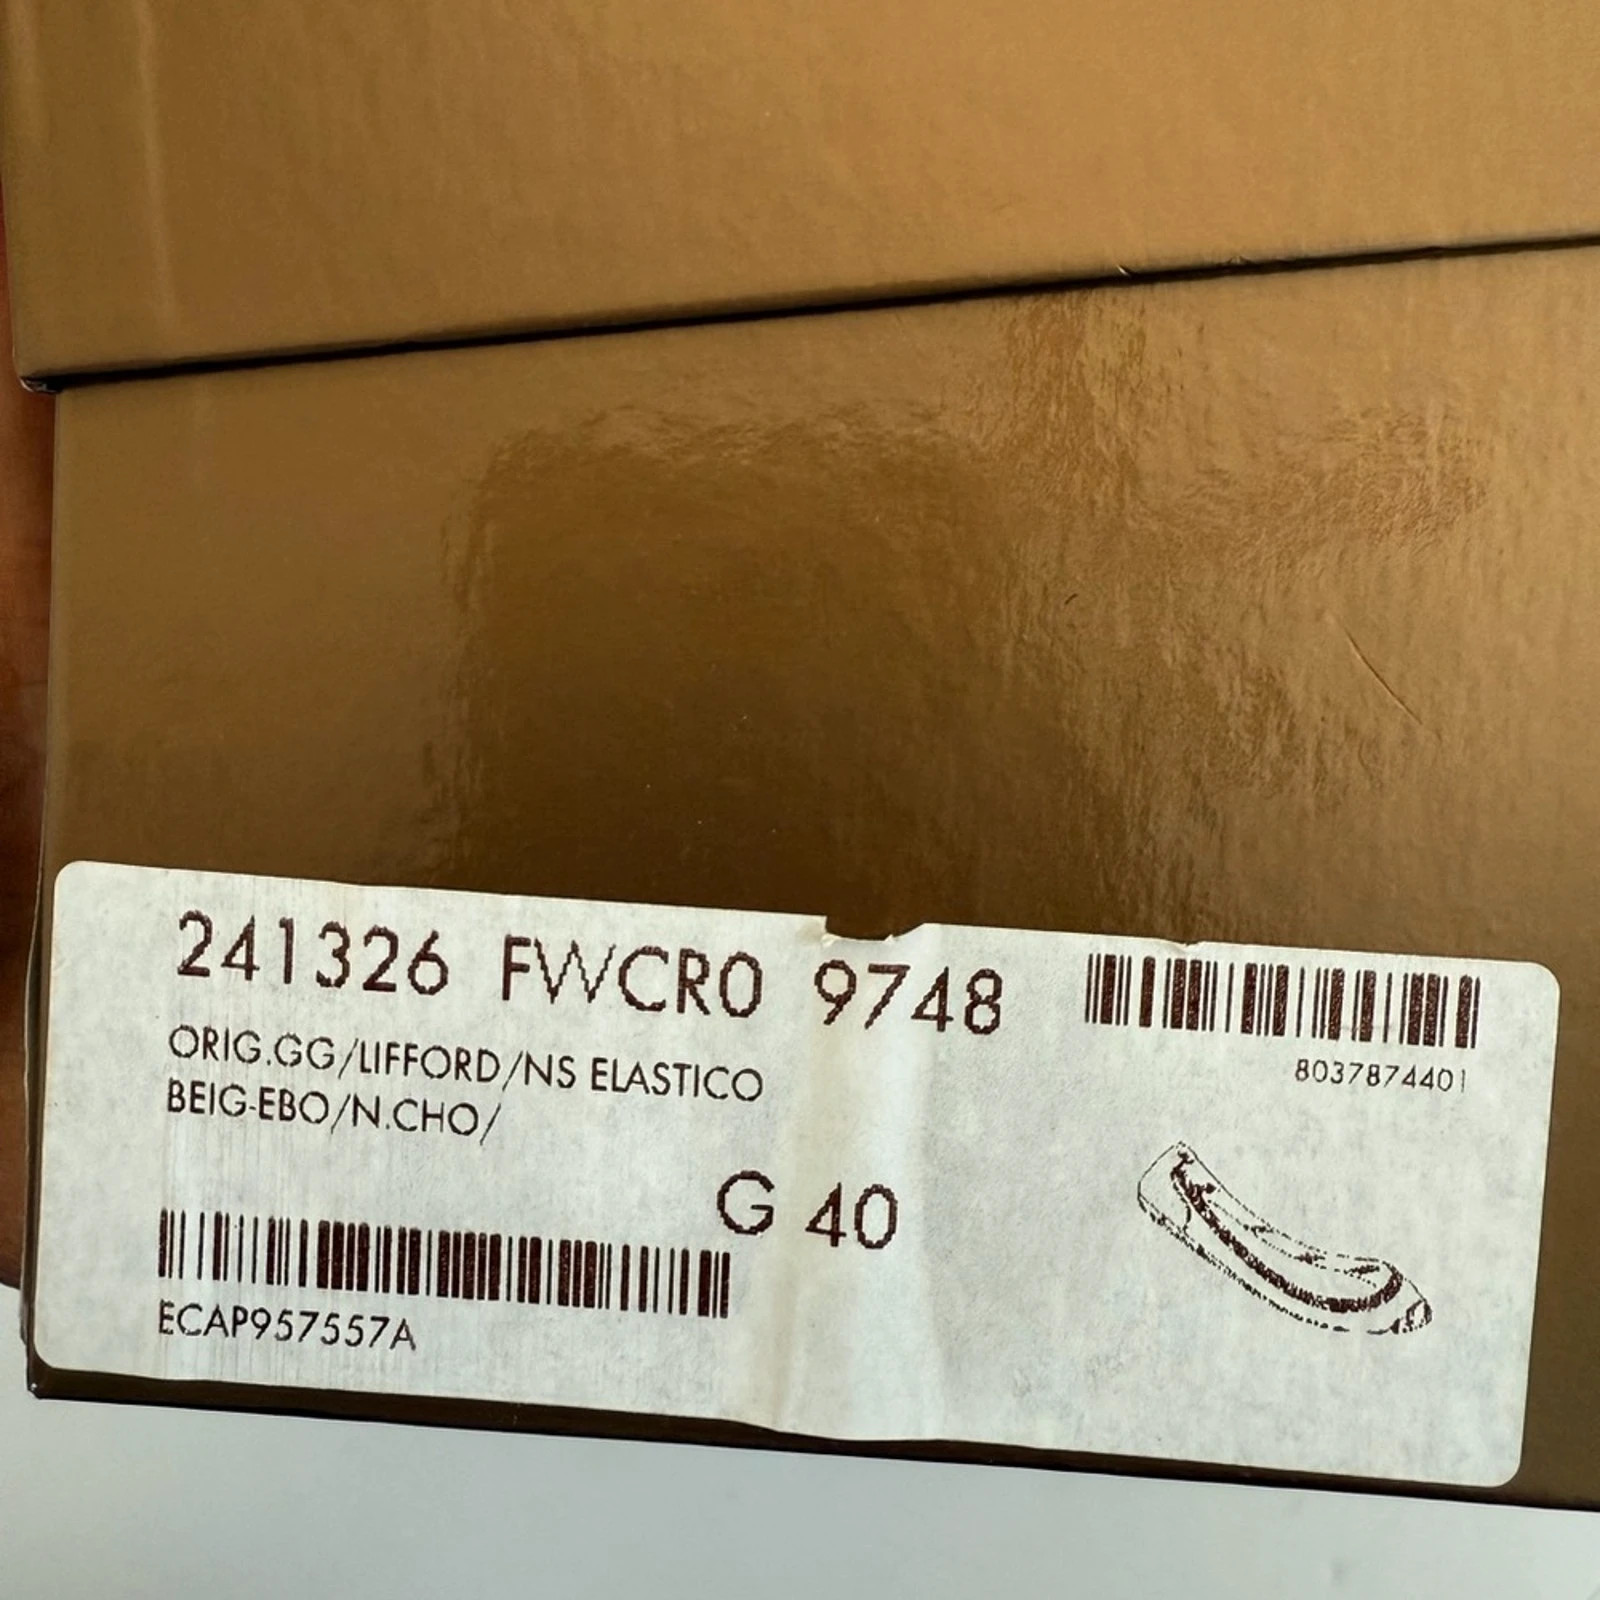 241326 FWCR0 9748
8037874401
ORIG.GG/LIFFORD/NS ELASTICO
BEIG-EBO/N.CHO/
G 40
ECAP957557A